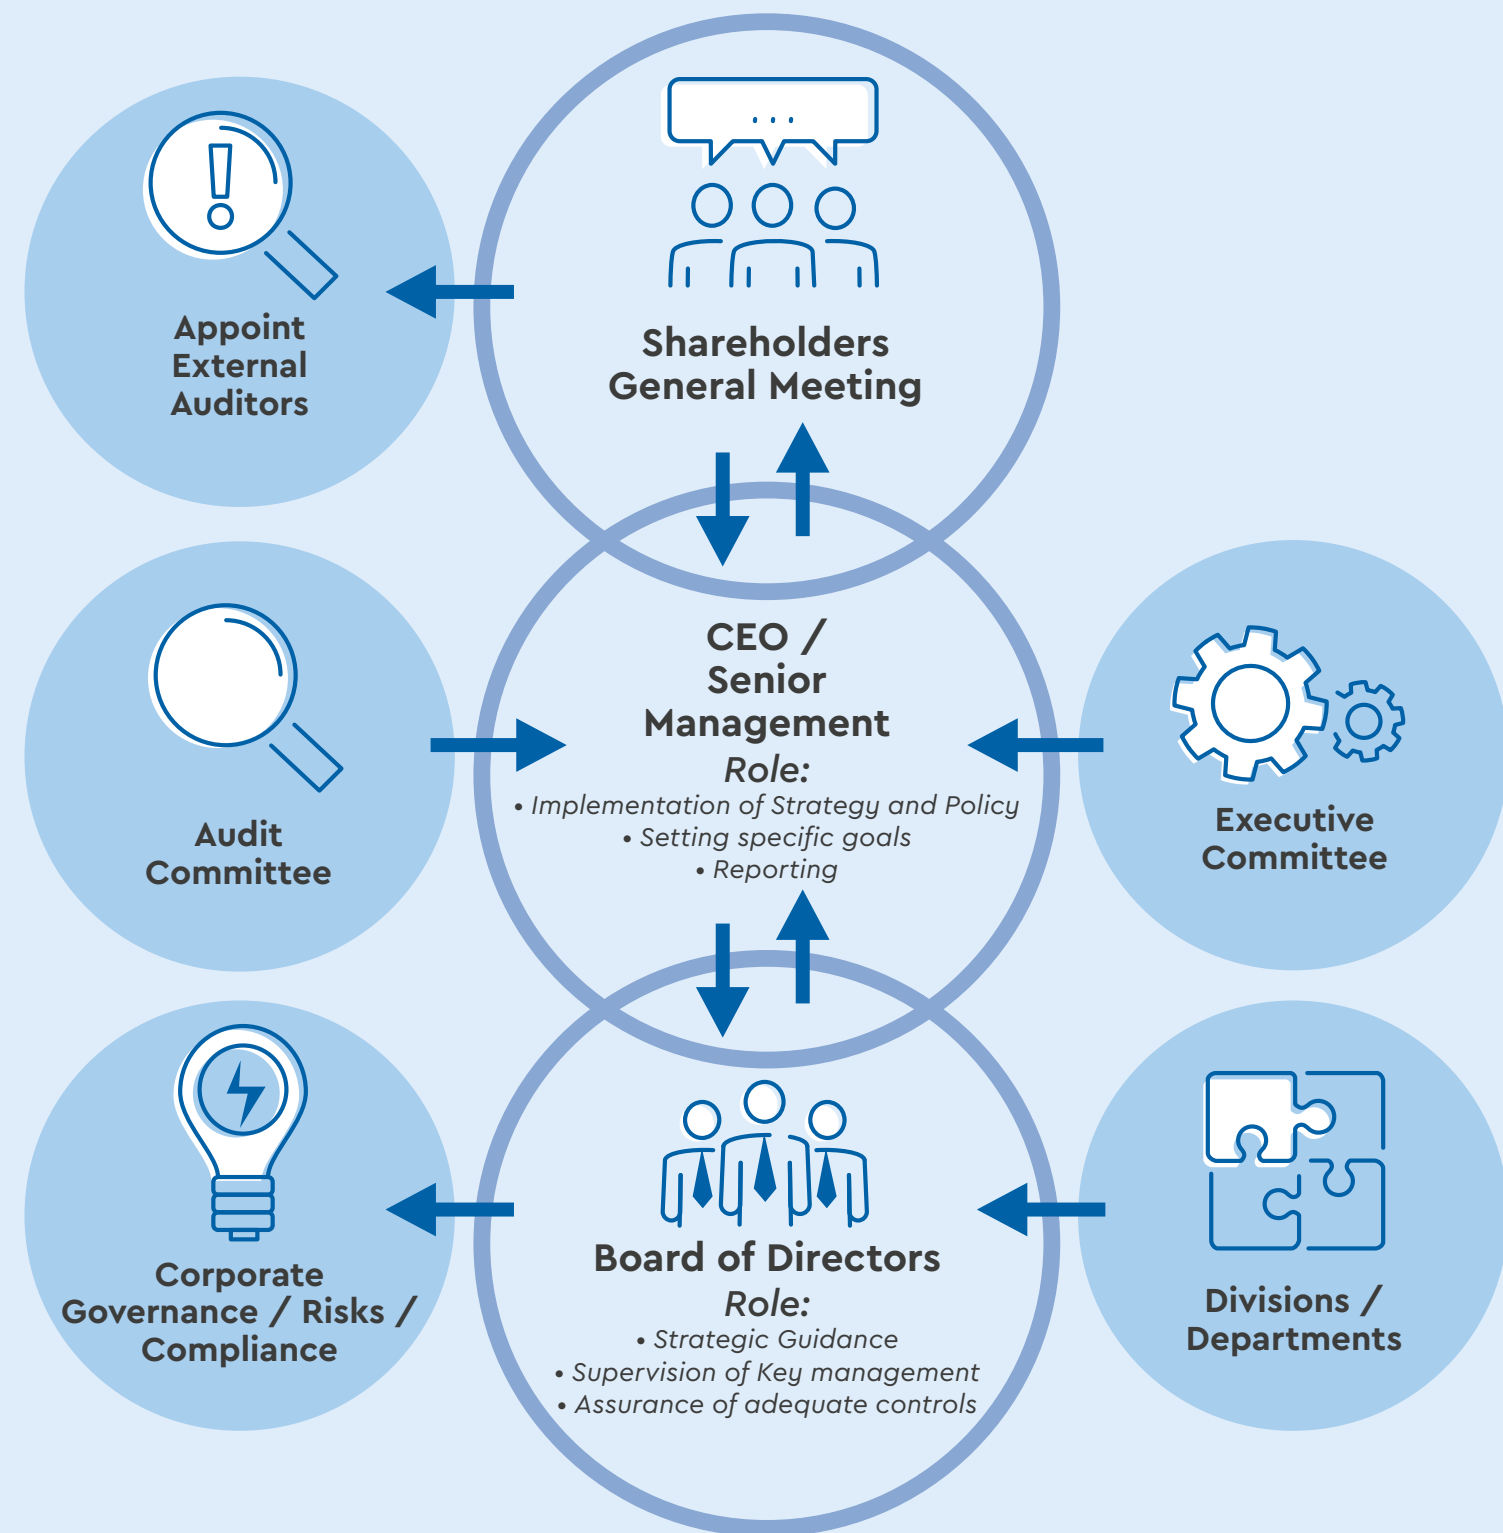 Appoint
External
Auditors
Shareholders
General Meeting
Audit
Committee
CEO /
Senior
Management
Role:
• Implementation of Strategy and Policy
• Setting specific goals
• Reporting
Executive
Committee
Corporate
Governance / Risks /
Compliance
Board of Directors
Role:
• Strategic Guidance
• Supervision of Key management
• Assurance of adequate controls
Divisions /
Departments